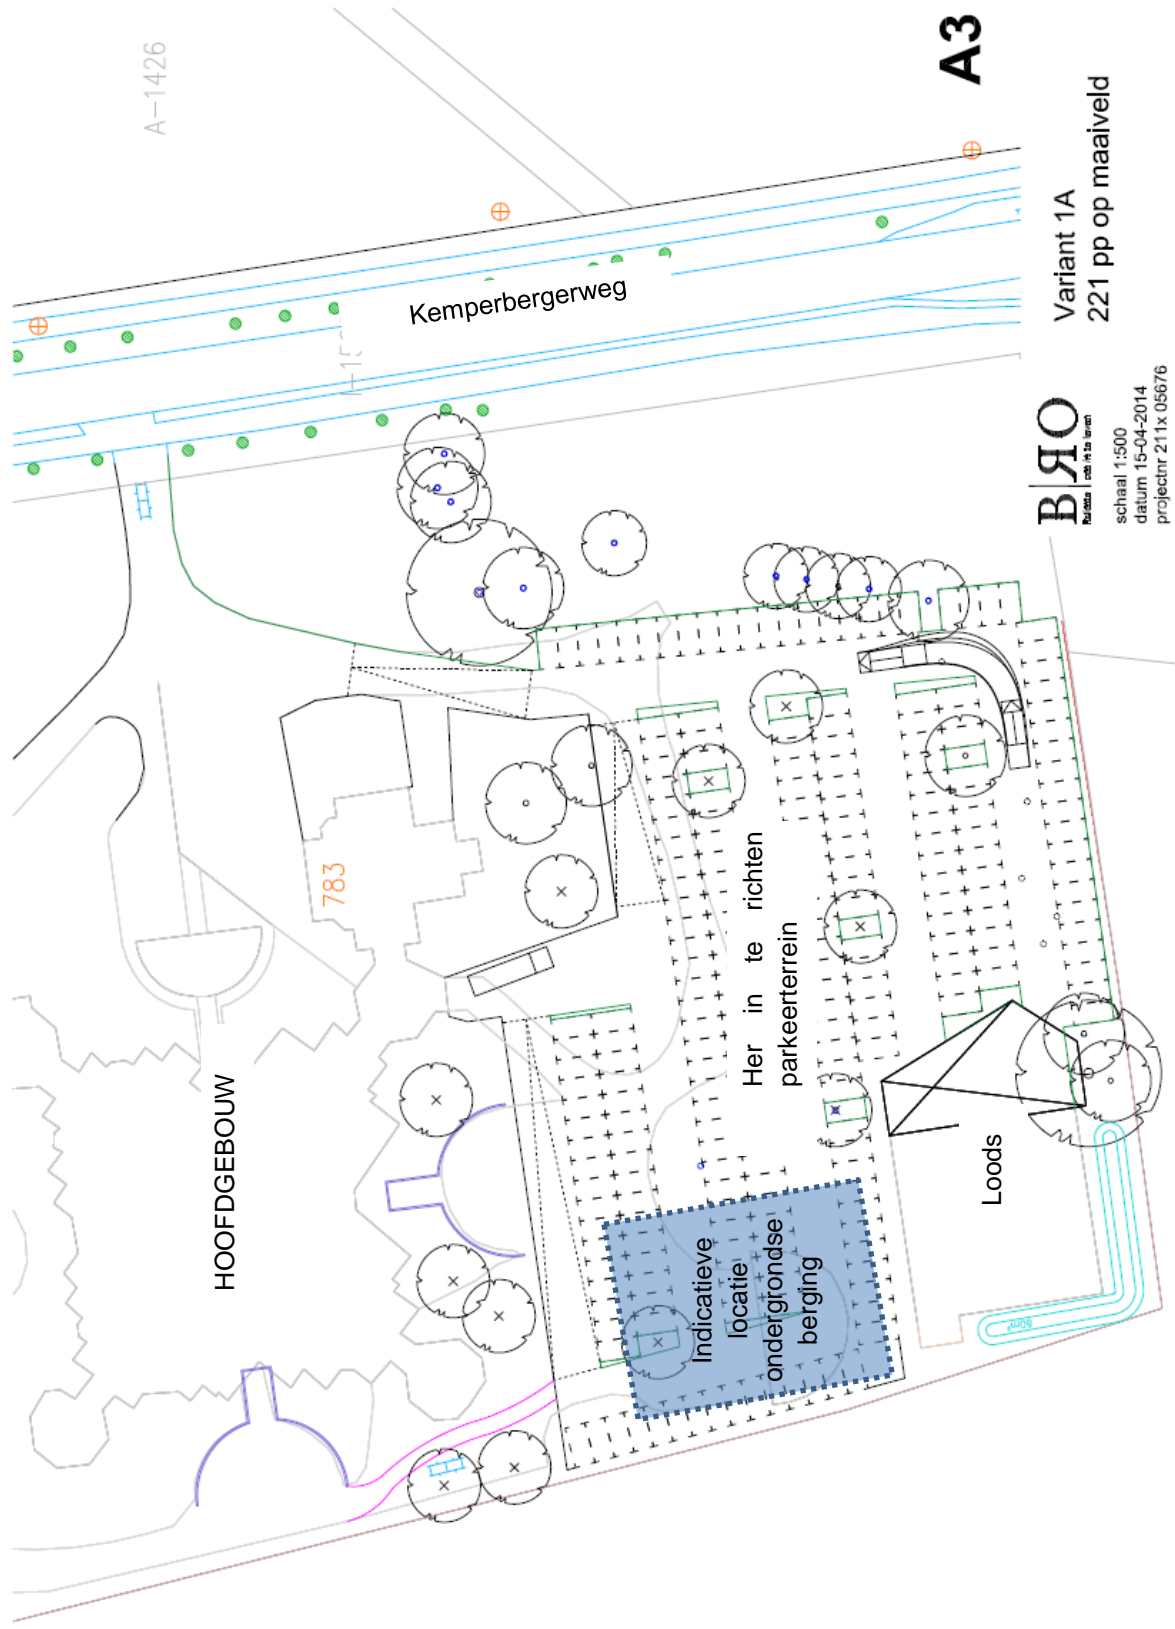 A-1426
Kemperbergerweg
A3
Variant 1A
221 pp op maaiveld
BRO
schaal 1:500
datum 15-04-2014
projectnr 211x 05676
783
HOOFDGEBOUW
Her in te richten
parkeerterrein
Indicatieve
locatie
ondergrondse
berging
Loods
60m²